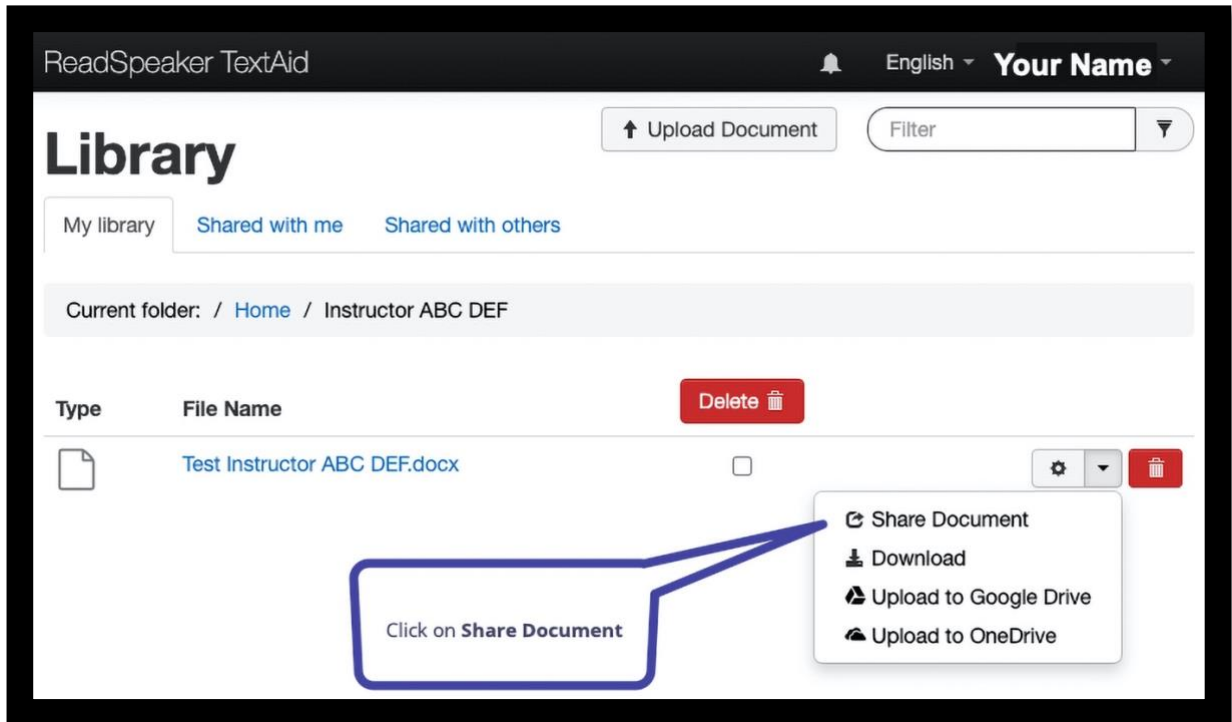 ReadSpeaker TextAid English Your Name
Library
Upload Document Filter
My library Shared with me Shared with others
Current folder: / Home / Instructor ABC DEF
Type File Name Delete
Test Instructor ABC DEF.docx
Share Document
Download
Upload to Google Drive
Upload to OneDrive
Click on Share Document